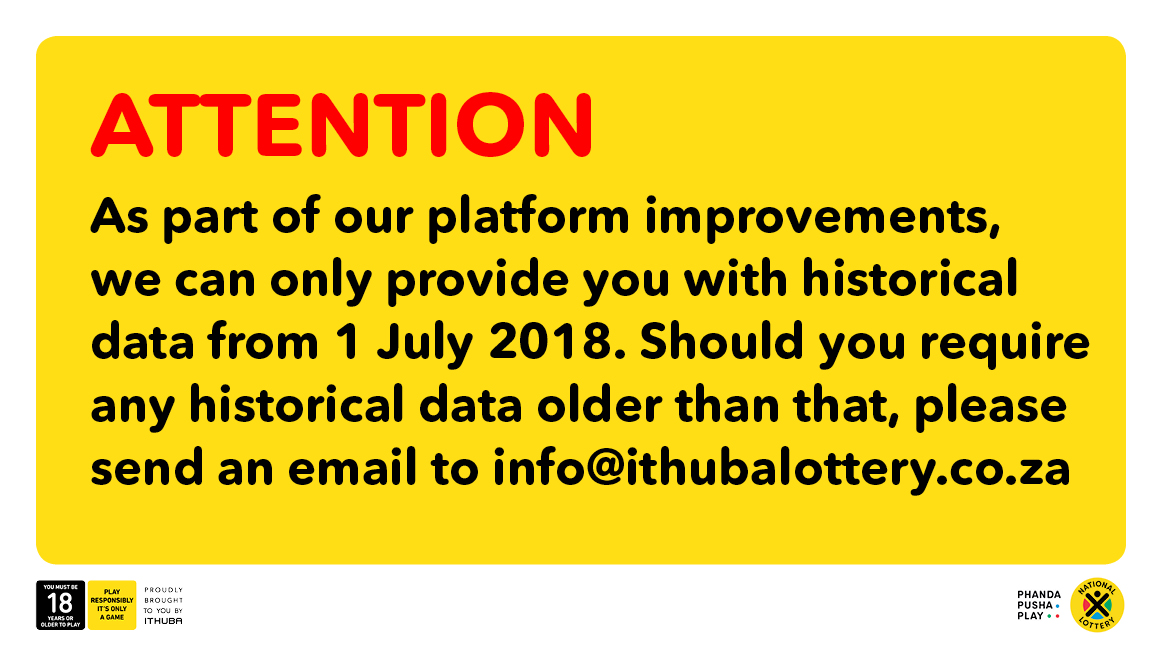 ATTENTION
As part of our platform improvements,
we can only provide you with historical
data from 1 July 2018. Should you require
any historical data older than that, please
send an email to info@ithubalottery.co.za
YOU MUST BE
18
YEARS OR
OLDER TO PLAY
PLAY
RESPONSIBLY
IT'S ONLY
A GAME
PROUDLY
BROUGHT
TO YOU BY
ITHUBA
PHANDA
PUSHA
PLAY
NATIONAL
LOTTERY